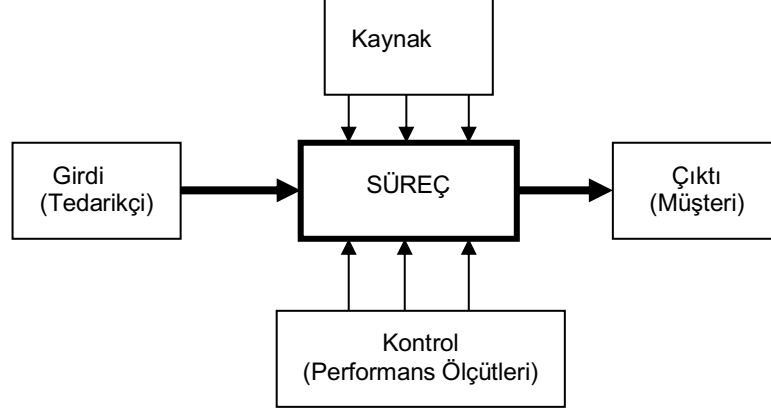 Kaynak
Girdi
(Tedarikçi)
SÜREÇ
Çıktı
(Müşteri)
Kontrol
(Performans Ölçütleri)